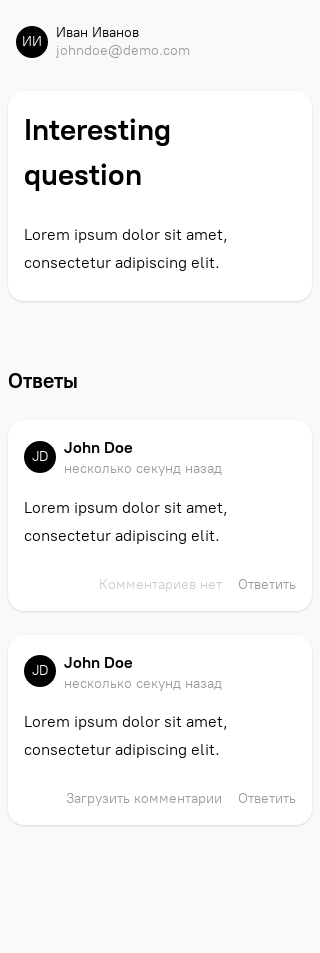 ИИ
Иван Иванов
johndoe@demo.com
Interesting
question
Lorem ipsum dolor sit amet,
consectetur adipiscing elit.
Ответы
JD
John Doe
несколько секунд назад
Lorem ipsum dolor sit amet,
consectetur adipiscing elit.
Комментариев нет Ответить
JD
John Doe
несколько секунд назад
Lorem ipsum dolor sit amet,
consectetur adipiscing elit.
Загрузить комментарии Ответить